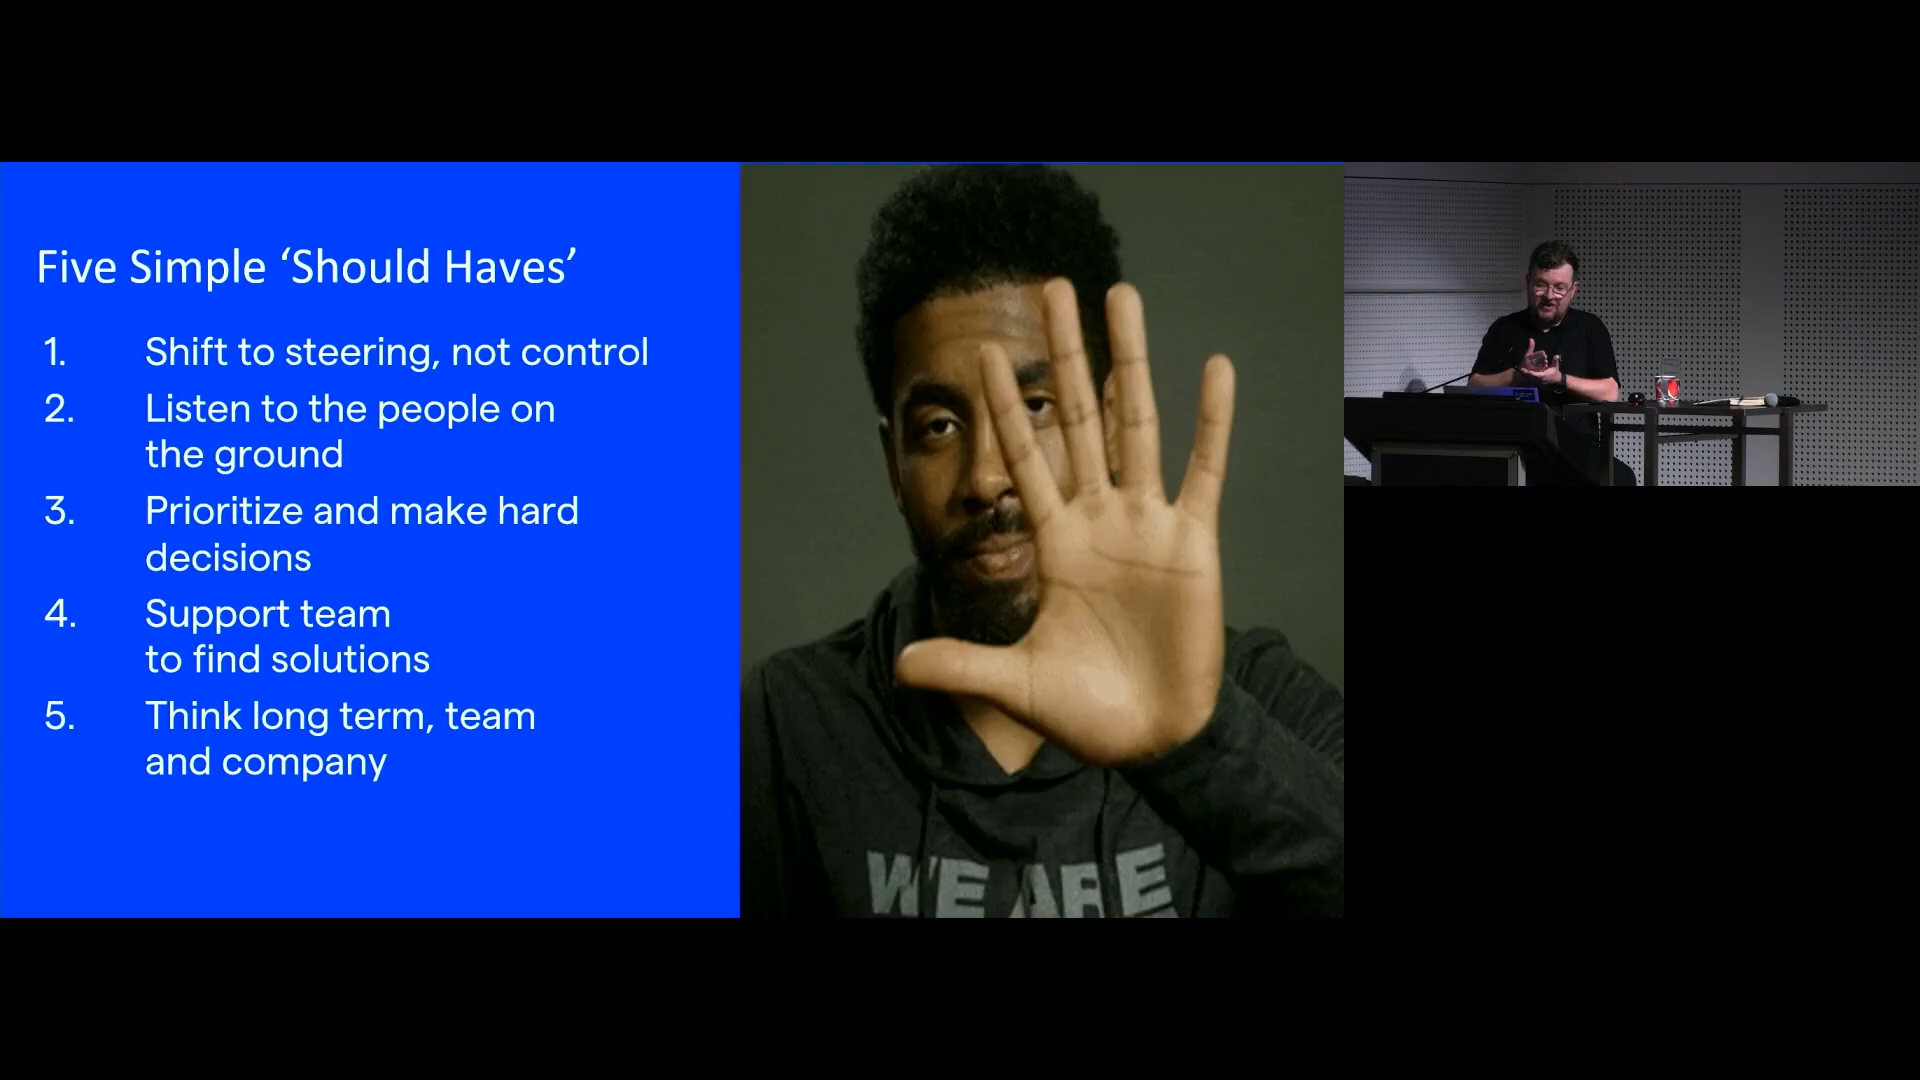 Five Simple ‘Should Haves’
1. Shift to steering, not control
2. Listen to the people on
the ground
3. Prioritize and make hard
decisions
4. Support team
to find solutions
5. Think long term, team
and company
WE ARE